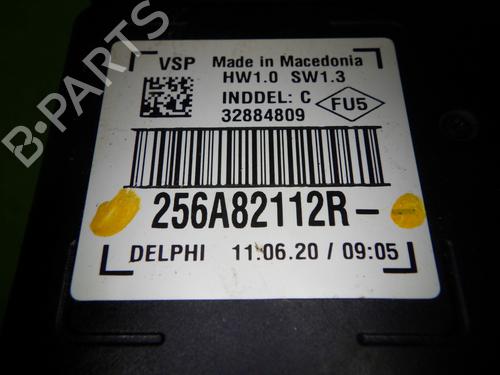 VSP Made in Macedonia
HW1.0 SW1.3
INDDEL: C
32884809
FU5
256A82112R-
DELPHI 11.06.20 / 09:05
B-PARTS